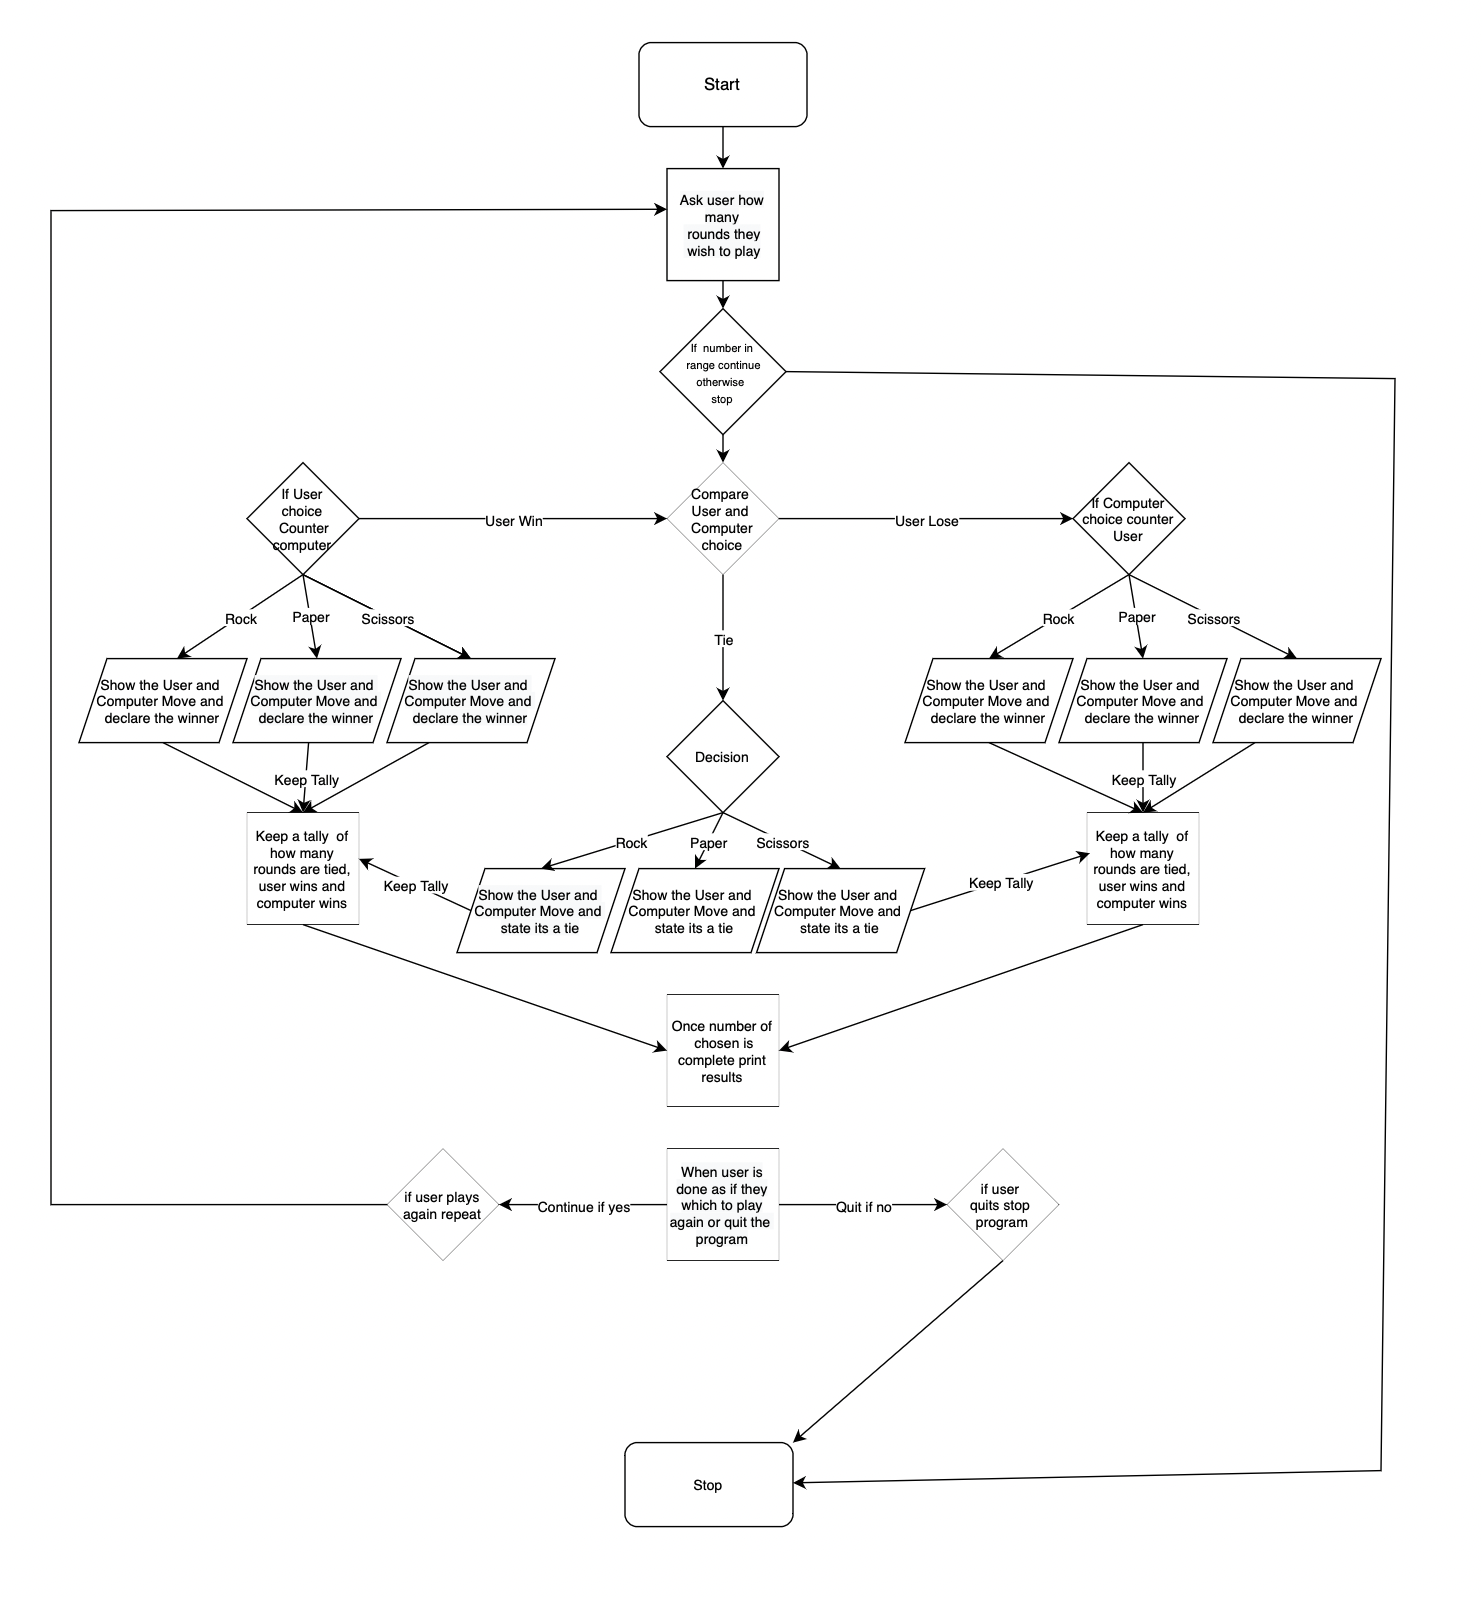 Start
Ask user how
many
rounds they
wish to play
If number in
range continue
otherwise
stop
If User
choice
Counter
computer
User Win
Compare
User and
Computer
choice
User Lose
If Computer
choice counter
User
Rock
Paper
Scissors
Tie
Rock
Paper
Scissors
Show the User and
Computer Move and
declare the winner
Show the User and
Computer Move and
declare the winner
Show the User and
Computer Move and
declare the winner
Show the User and
Computer Move and
declare the winner
Show the User and
Computer Move and
declare the winner
Show the User and
Computer Move and
declare the winner
Decision
Keep Tally
Keep Tally
Keep a tally of
how many
rounds are tied,
user wins and
computer wins
Rock
Paper
Scissors
Keep a tally of
how many
rounds are tied,
user wins and
computer wins
Keep Tally
Show the User and
Computer Move and
state its a tie
Show the User and
Computer Move and
state its a tie
Show the User and
Computer Move and
state its a tie
Keep Tally
Once number of
chosen is
complete print
results
if user plays
again repeat
Continue if yes
When user is
done as if they
which to play
again or quit the
program
Quit if no
if user
quits stop
program
Stop